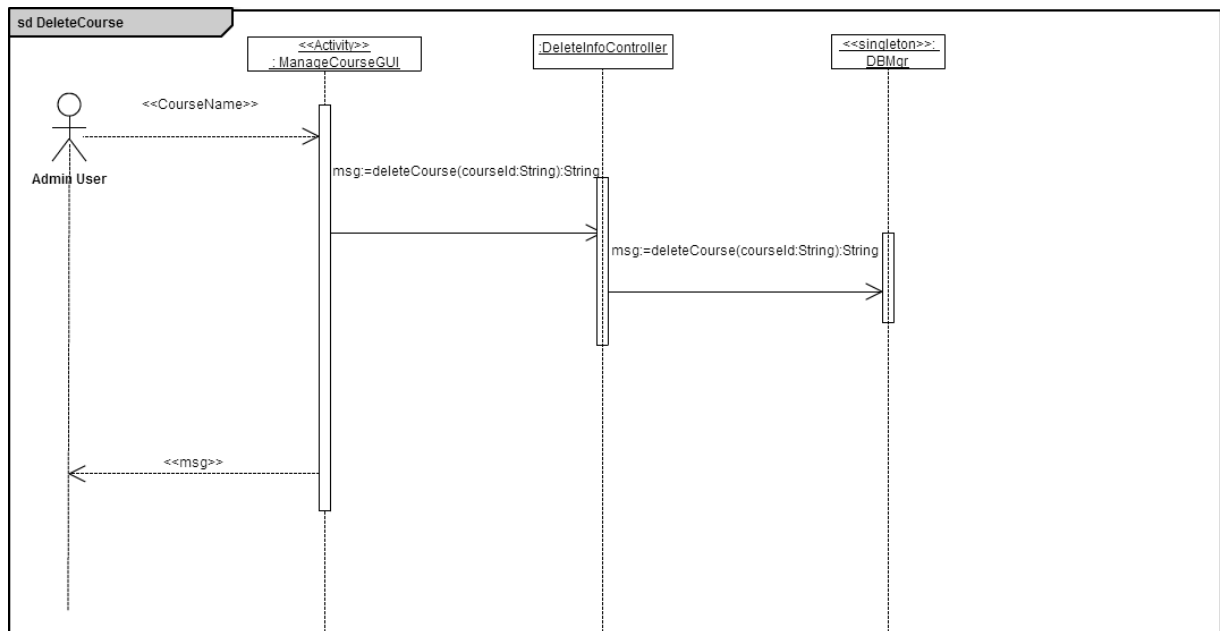 sd DeleteCourse
<<Activity>>
: ManageCourseGUI
:DeleteInfoController
<<singleton>>:
DBMgr
<<CourseName>>
Admin User
msg:=deleteCourse(courseId:String):String
msg:=deleteCourse(courseId:String):String
<<msg>>